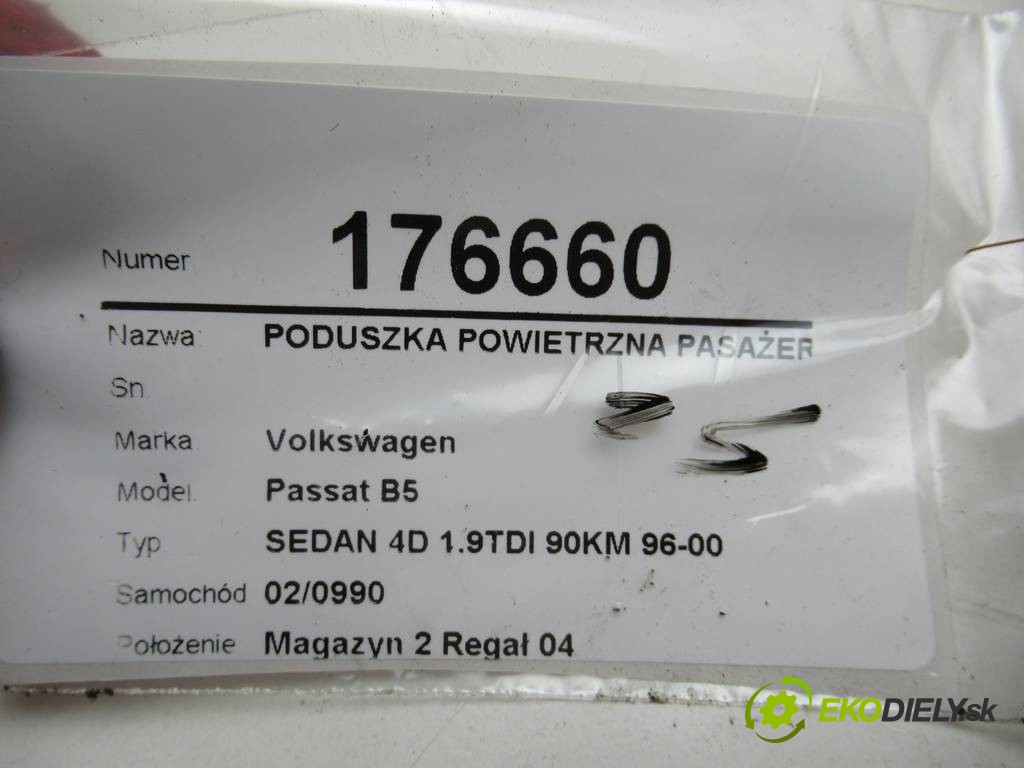 Numer 176660
Nazwa: PODUSZKA POWIETRZNA PASAŻER
Sn.
Marka Volkswagen
Model. Passat B5
Typ SEDAN 4D 1.9TDI 90KM 96-00
Samochód 02/0990
Położenie Magazyn 2 Regał 04
EKODIELY.sk